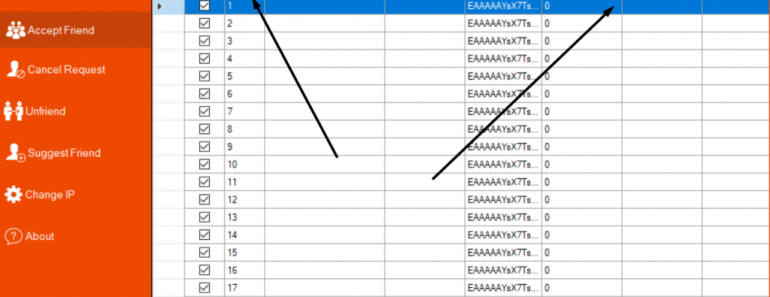 Accept Friend
Cancel Request
Unfriend
Suggest Friend
Change IP
About
1 EAAAAAYsX7Ts... 0
2 EAAAAAYsX7Ts... 0
3 EAAAAAYsX7Ts... 0
4 EAAAAAYsX7Ts... 0
5 EAAAAAYsX7Ts... 0
6 EAAAAAYsX7Ts... 0
7 EAAAAAYsX7Ts... 0
8 EAAAAAYsX7Ts... 0
9 EAAAAAYsX7Ts... 0
10 EAAAAAYsX7Ts... 0
11 EAAAAAYsX7Ts... 0
12 EAAAAAYsX7Ts... 0
13 EAAAAAYsX7Ts... 0
14 EAAAAAYsX7Ts... 0
15 EAAAAAYsX7Ts... 0
16 EAAAAAYsX7Ts... 0
17 EAAAAAYsX7Ts... 0